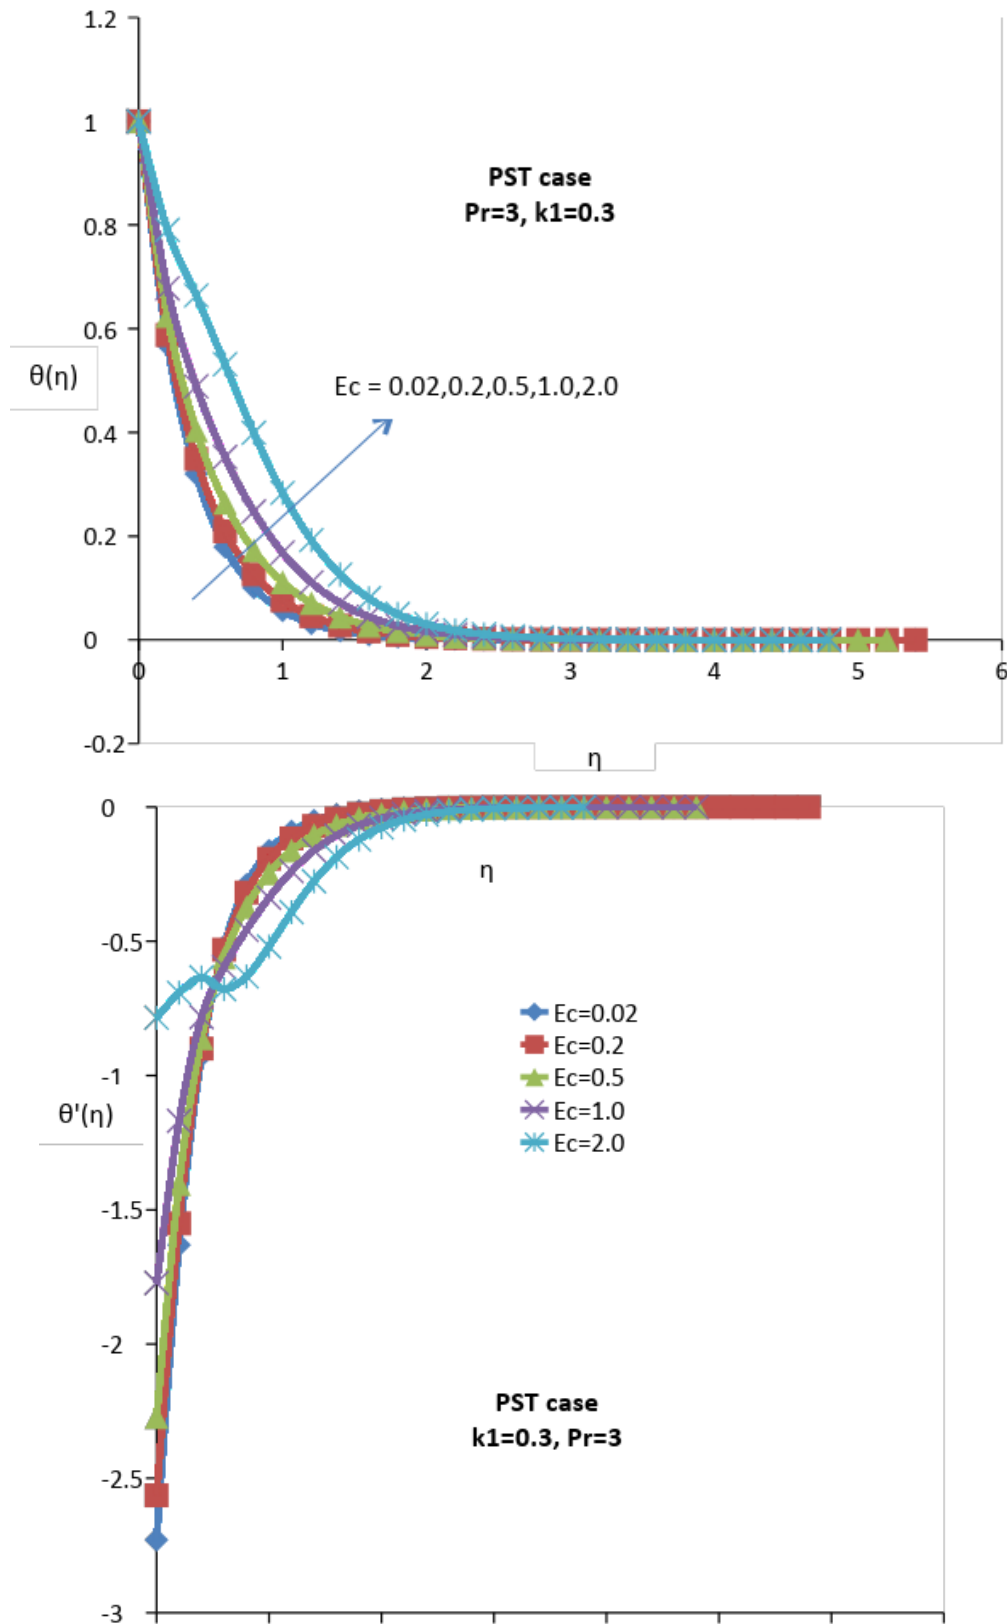 1.2
1
PST case
Pr=3, k1=0.3
0.8
0.6
θ(η)
Ec = 0.02,0.2,0.5,1.0,2.0
0.4
0.2
0
0 1 2 3 4 5 6
-0.2
η
0
η
-0.5
Ec=0.02
Ec=0.2
-1
Ec=0.5
θ'(η)
Ec=1.0
Ec=2.0
-1.5
-2
PST case
k1=0.3, Pr=3
-2.5
-3